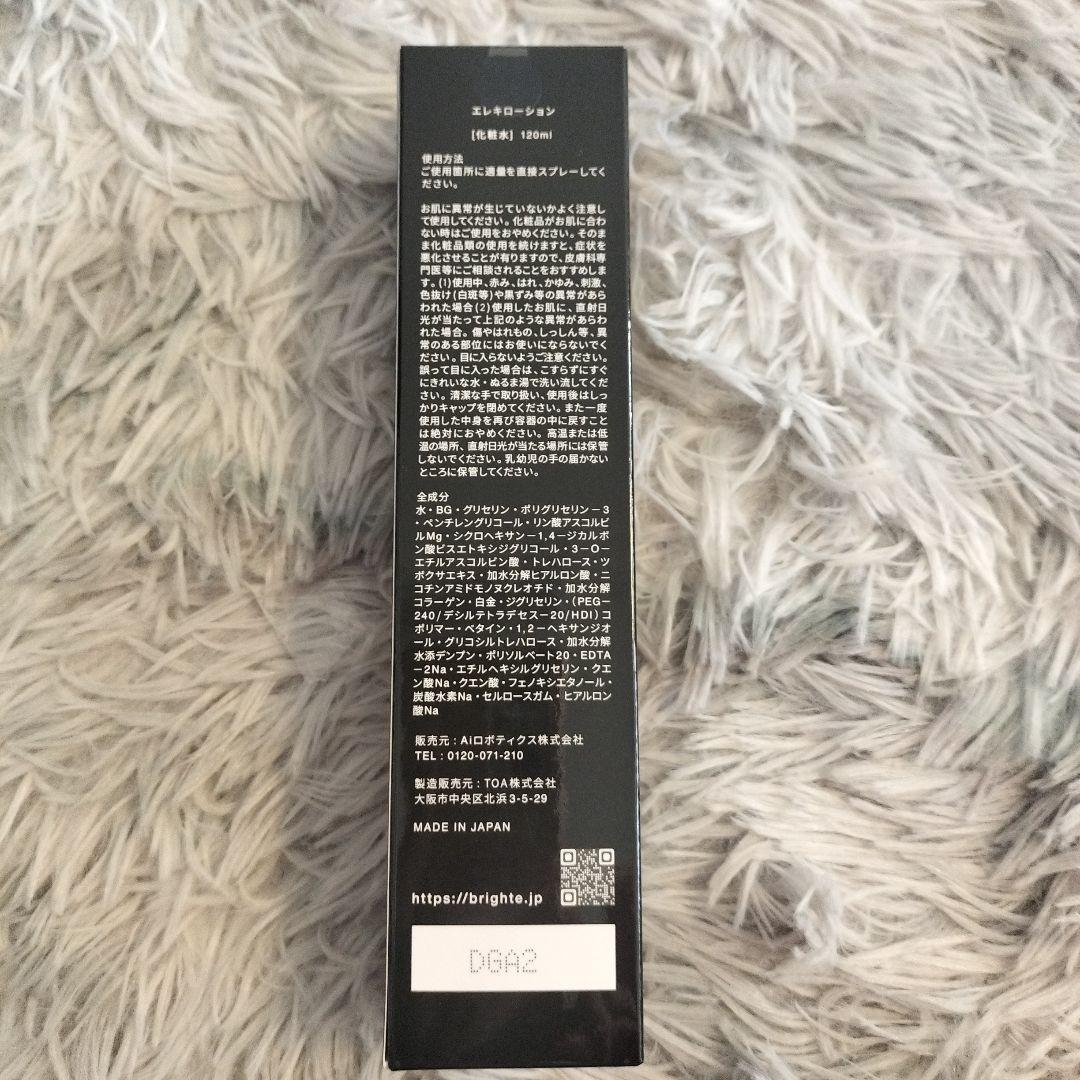 エレキローション
[化粧水] 120ml
使用方法
ご使用箇所に適量を直接スプレーしてく
ださい。
お肌に異常が生じていないかよく注意し
て使用してください。化粧品がお肌に合わ
ない時はご使用をおやめください。そのま
ま化粧品類の使用を続けますと、症状を
悪化させることが有りますので、皮膚科専
門医等にご相談されることをおすすめしま
す。(1)使用中、赤み、はれ、かゆみ、刺激、
色抜け(白斑等)や黒ずみ等の異常があら
われた場合(2)使用したお肌に、直射日
光が当たって上記のような異常があらわ
れた場合。傷やはれもの、しっしん等、異
常のある部位にはお使いにならないでく
ださい。目に入らないようご注意ください。
誤って目に入った場合は、こすらずにすぐ
にきれいな水・ぬるま湯で洗い流してくだ
さい。清潔な手で取り扱い、使用後はしっ
かりキャップを閉めてください。また一度
使用した中身を再び容器の中に戻すこと
は絶対におやめください。高温または低
温の場所、直射日光が当たる場所には保管
しないでください。乳幼児の手の届かない
ところに保管してください。
全成分
水・BG・グリセリン・ポリグリセリン－3
・ペンチレングリコール・リン酸アスコルビ
ルMg・シクロヘキサン－1,4－ジカルボ
ン酸ビスエトキシジグリコール・3－O－
エチルアスコルビン酸・トレハロース・ツ
ボクサエキス・加水分解ヒアルロン酸・ニ
コチンアミドモノヌクレオチド・加水分解
コラーゲン・白金・ジグリセリン・(PEG－
240/デシルテトラデセス－20/HDI)コ
ポリマー・ベタイン・1,2－ヘキサンジオ
ール・グリコシルトレハロース・加水分解
水添デンプン・ポリソルベート20・EDTA
－2Na・エチルヘキシルグリセリン・クエ
ン酸Na・クエン酸・フェノキシエタノール・
炭酸水素Na・セルロースガム・ヒアルロン
酸Na
販売元：Aiロボティクス株式会社
TEL：0120-071-210
製造販売元：TOA株式会社
大阪市中央区北浜3-5-29
MADE IN JAPAN
https://brighte.jp
DGA2